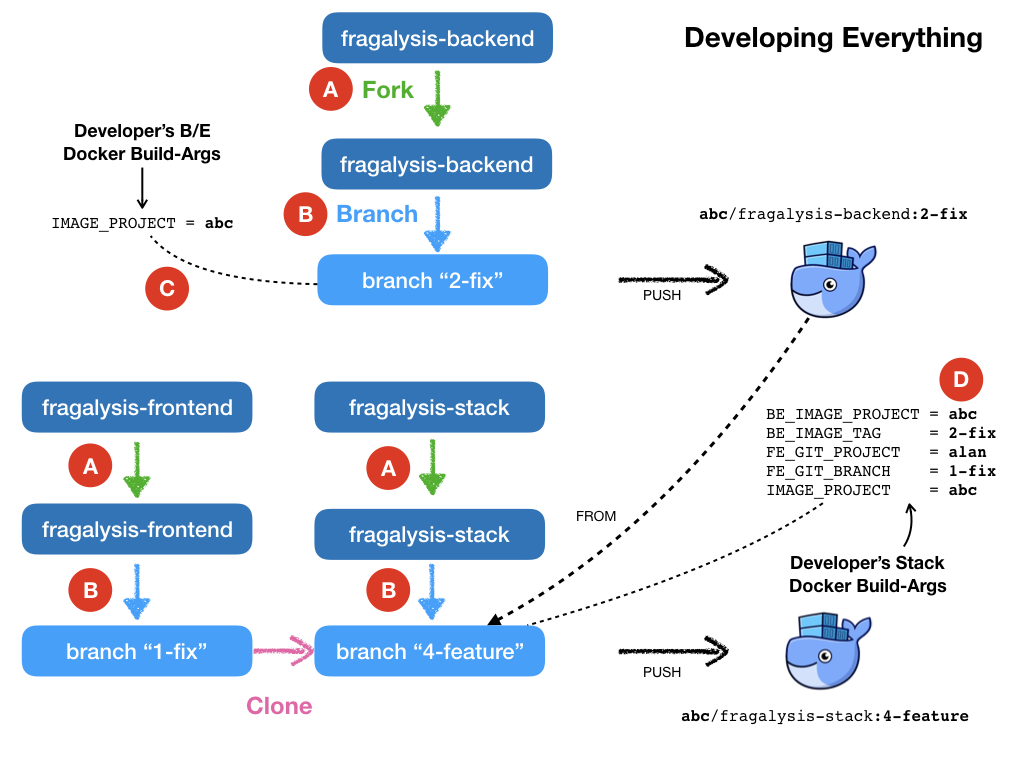 Developing Everything
fragalysis-backend
A
Fork
Developer's B/E
Docker Build-Args
fragalysis-backend
B
Branch
IMAGE_PROJECT = abc
abc/fragalysis-backend:2-fix
C
branch “2-fix”
PUSH
D
fragalysis-frontend
fragalysis-stack
BE_IMAGE_PROJECT = abc
BE_IMAGE_TAG = 2-fix
FE_GIT_PROJECT = alan
FE_GIT_BRANCH = 1-fix
IMAGE_PROJECT = abc
A
A
FROM
fragalysis-frontend
fragalysis-stack
Developer’s Stack
Docker Build-Args
B
B
branch “1-fix”
branch “4-feature”
PUSH
Clone
abc/fragalysis-stack:4-feature